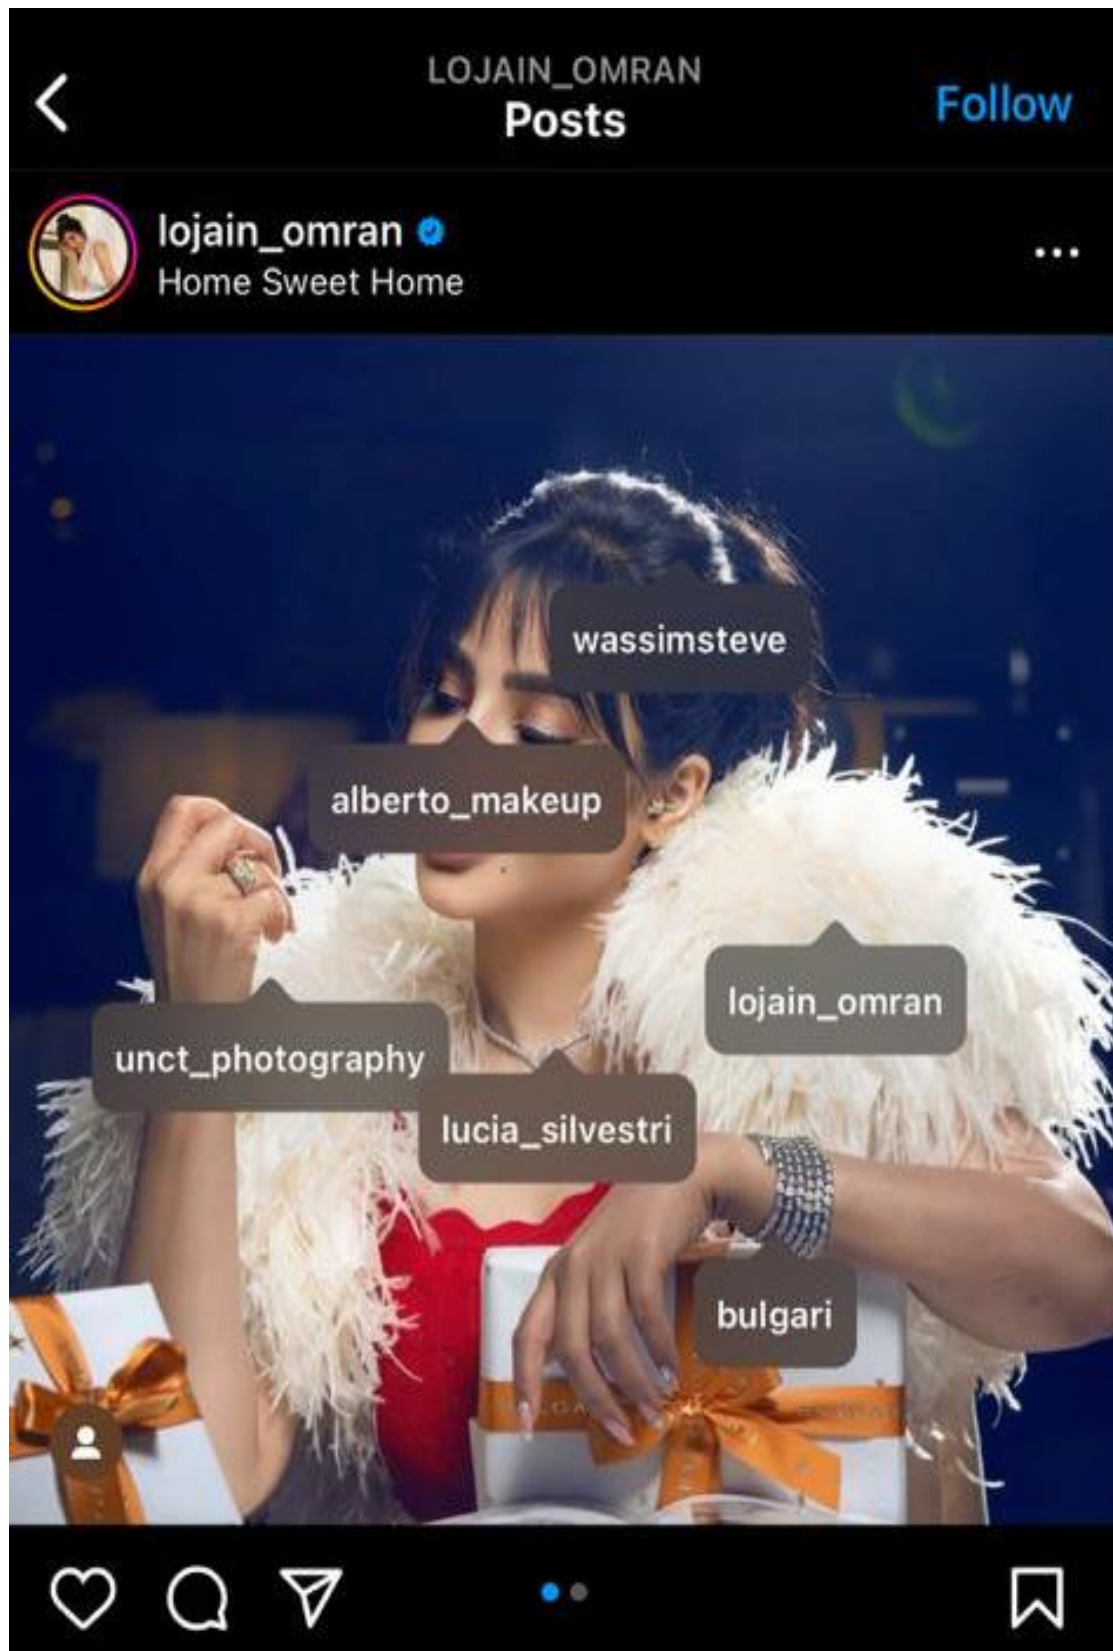 LOJAIN_OMRAN
Posts
Follow
lojain_omran
Home Sweet Home
wassimsteve
alberto_makeup
lojain_omran
unct_photography
lucia_silvestri
bulgari